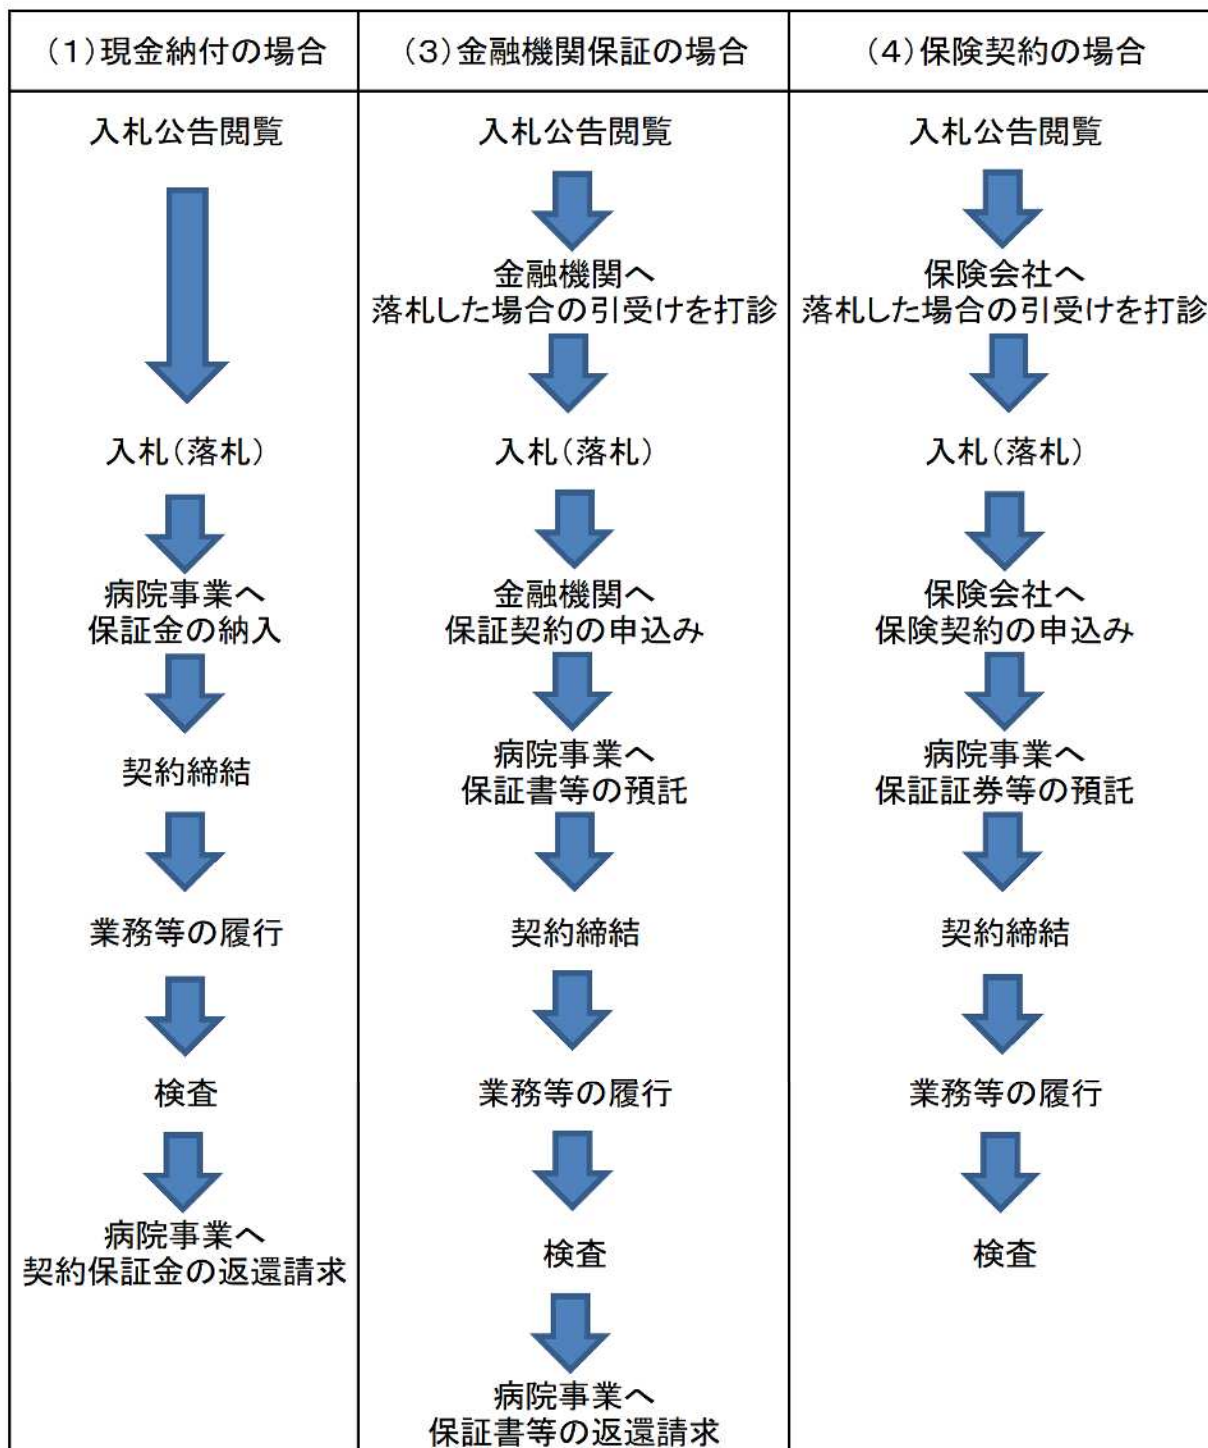 （1）現金納付の場合
入札公告閲覧
入札（落札）
病院事業へ
保証金の納入
契約締結
業務等の履行
検査
病院事業へ
契約保証金の返還請求
（3）金融機関保証の場合
入札公告閲覧
金融機関へ
落札した場合の引受けを打診
入札（落札）
金融機関へ
保証契約の申込み
病院事業へ
保証書等の預託
契約締結
業務等の履行
検査
病院事業へ
保証書等の返還請求
（4）保険契約の場合
入札公告閲覧
保険会社へ
落札した場合の引受けを打診
入札（落札）
保険会社へ
保険契約の申込み
病院事業へ
保証証券等の預託
契約締結
業務等の履行
検査